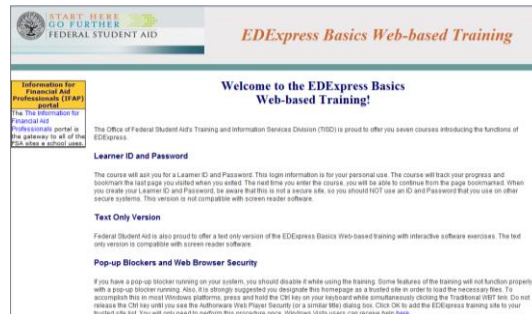 START HERE
GO FURTHER
FEDERAL STUDENT AID
EDExpress Basics Web-based Training
Information for
Financial Aid
Professionals (IFAP)
portal
The The Information for
Financial Aid
Professionals portal is
the gateway to all of the
FSA sites a school uses.
Welcome to the EDExpress Basics
Web-based Training!
The Office of Federal Student Aid's Training and Information Services Division (TISD) is proud to offer you seven courses introducing the functions of
EDExpress.
Learner ID and Password
The course will ask you for a Learner ID and Password. This login information is for your personal use. The course will track your progress and
bookmark the last page you visited when you exited. The next time you enter the course, you will be able to continue from the page bookmarked. When
you create your Learner ID and Password, be aware that this is not a secure site, so you should NOT use an ID and Password that you use on other
secure systems. This version is not compatible with screen reader software.
Text Only Version
Federal Student Aid is also proud to offer a text only version of the EDExpress Basics Web-based training with interactive software exercises. The text
only version is compatible with screen reader software.
Pop-up Blockers and Web Browser Security
If you have a pop-up blocker running on your system, you should disable it while using the training. Some features of the training will not function properly
with a pop-up blocker running. Also, it is strongly suggested you designate this homepage as a trusted site in order to load the necessary files. To
accomplish this in most Windows platforms, press and hold the Ctrl key on your keyboard while simultaneously clicking the Traditional WBT link. Do not
release the Ctrl key until you see the Authorware Web Player Security (or a similar title) dialog box. Click OK to add the EDExpress training site to your
trusted site list. You will only need to perform this procedure once. Windows Vista users can receive help here.